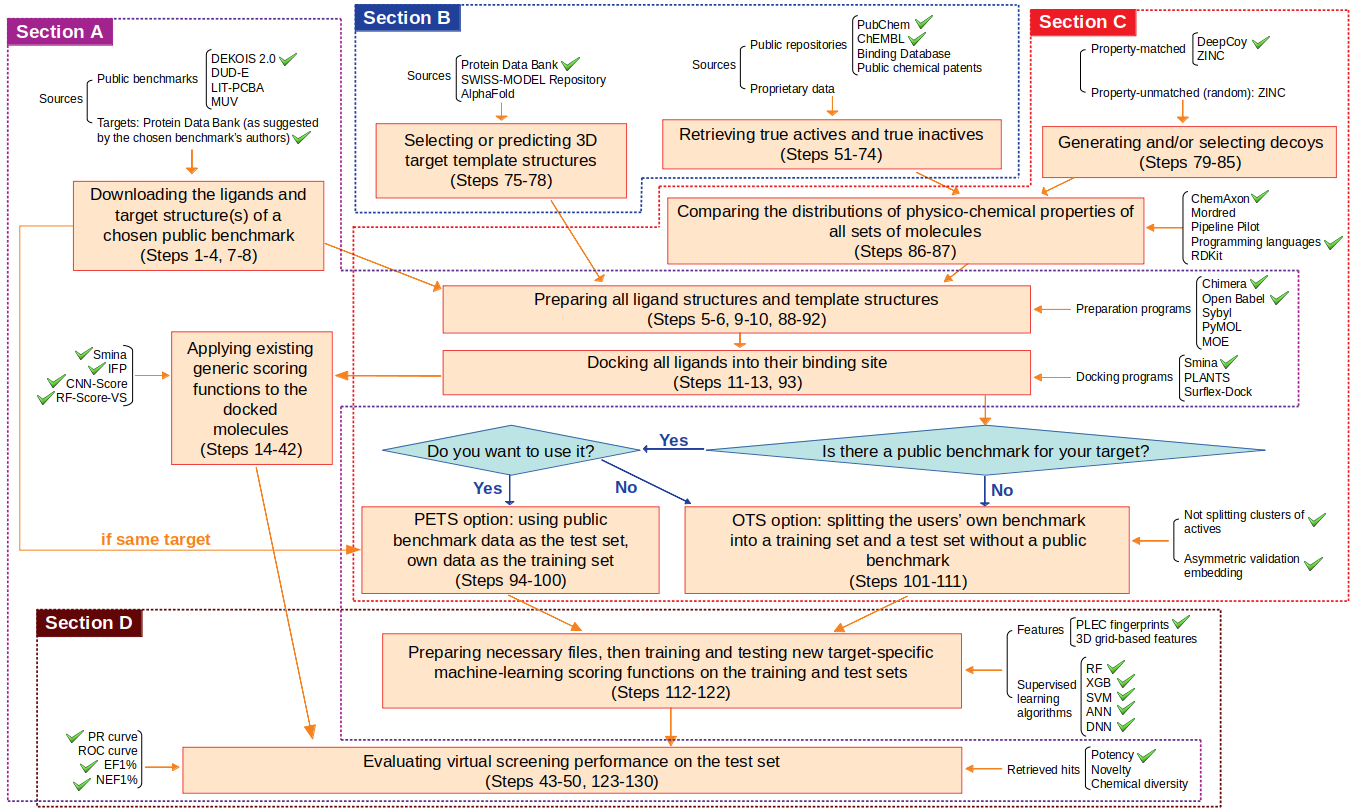 Section A
Sources
Public benchmarks
DEKOIS 2.0
DUD-E
LIT-PCBA
MUV
Targets: Protein Data Bank (as suggested
by the chosen benchmark's authors)
Downloading the ligands and
target structure(s) of a
chosen public benchmark
(Steps 1-4, 7-8)
Section B
Sources
Protein Data Bank
SWISS-MODEL Repository
AlphaFold
Selecting or predicting 3D
target template structures
(Steps 75-78)
Sources
Public repositories
PubChem
ChEMBL
Binding Database
Public chemical patents
Proprietary data
Retrieving true actives and true inactives
(Steps 51-74)
Section C
Property-matched
DeepCoy
ZINC
Property-unmatched (random): ZINC
Generating and/or selecting decoys
(Steps 79-85)
Comparing the distributions of physico-chemical properties of
all sets of molecules
(Steps 86-87)
ChemAxon
Mordred
Pipeline Pilot
Programming languages
RDKit
Preparing all ligand structures and template structures
(Steps 5-6, 9-10, 88-92)
Preparation programs
Chimera
Open Babel
Sybyl
PyMOL
MOE
Docking all ligands into their binding site
(Steps 11-13, 93)
Docking programs
Smina
PLANTS
Surflex-Dock
Smina
IFP
CNN-Score
RF-Score-VS
Applying existing
generic scoring
functions to the
docked
molecules
(Steps 14-42)
Do you want to use it?
Yes
Is there a public benchmark for your target?
Yes
No
No
if same target
PETS option: using public
benchmark data as the test set,
own data as the training set
(Steps 94-100)
OTS option: splitting the users' own benchmark
into a training set and a test set without a public
benchmark
(Steps 101-111)
Not splitting clusters of
actives
Asymmetric validation
embedding
Section D
Preparing necessary files, then training and testing new target-specific
machine-learning scoring functions on the training and test sets
(Steps 112-122)
Features
PLEC fingerprints
3D grid-based features
Supervised
learning
algorithms
RF
XGB
SVM
ANN
DNN
PR curve
ROC curve
EF1%
NEF1%
Evaluating virtual screening performance on the test set
(Steps 43-50, 123-130)
Retrieved hits
Potency
Novelty
Chemical diversity